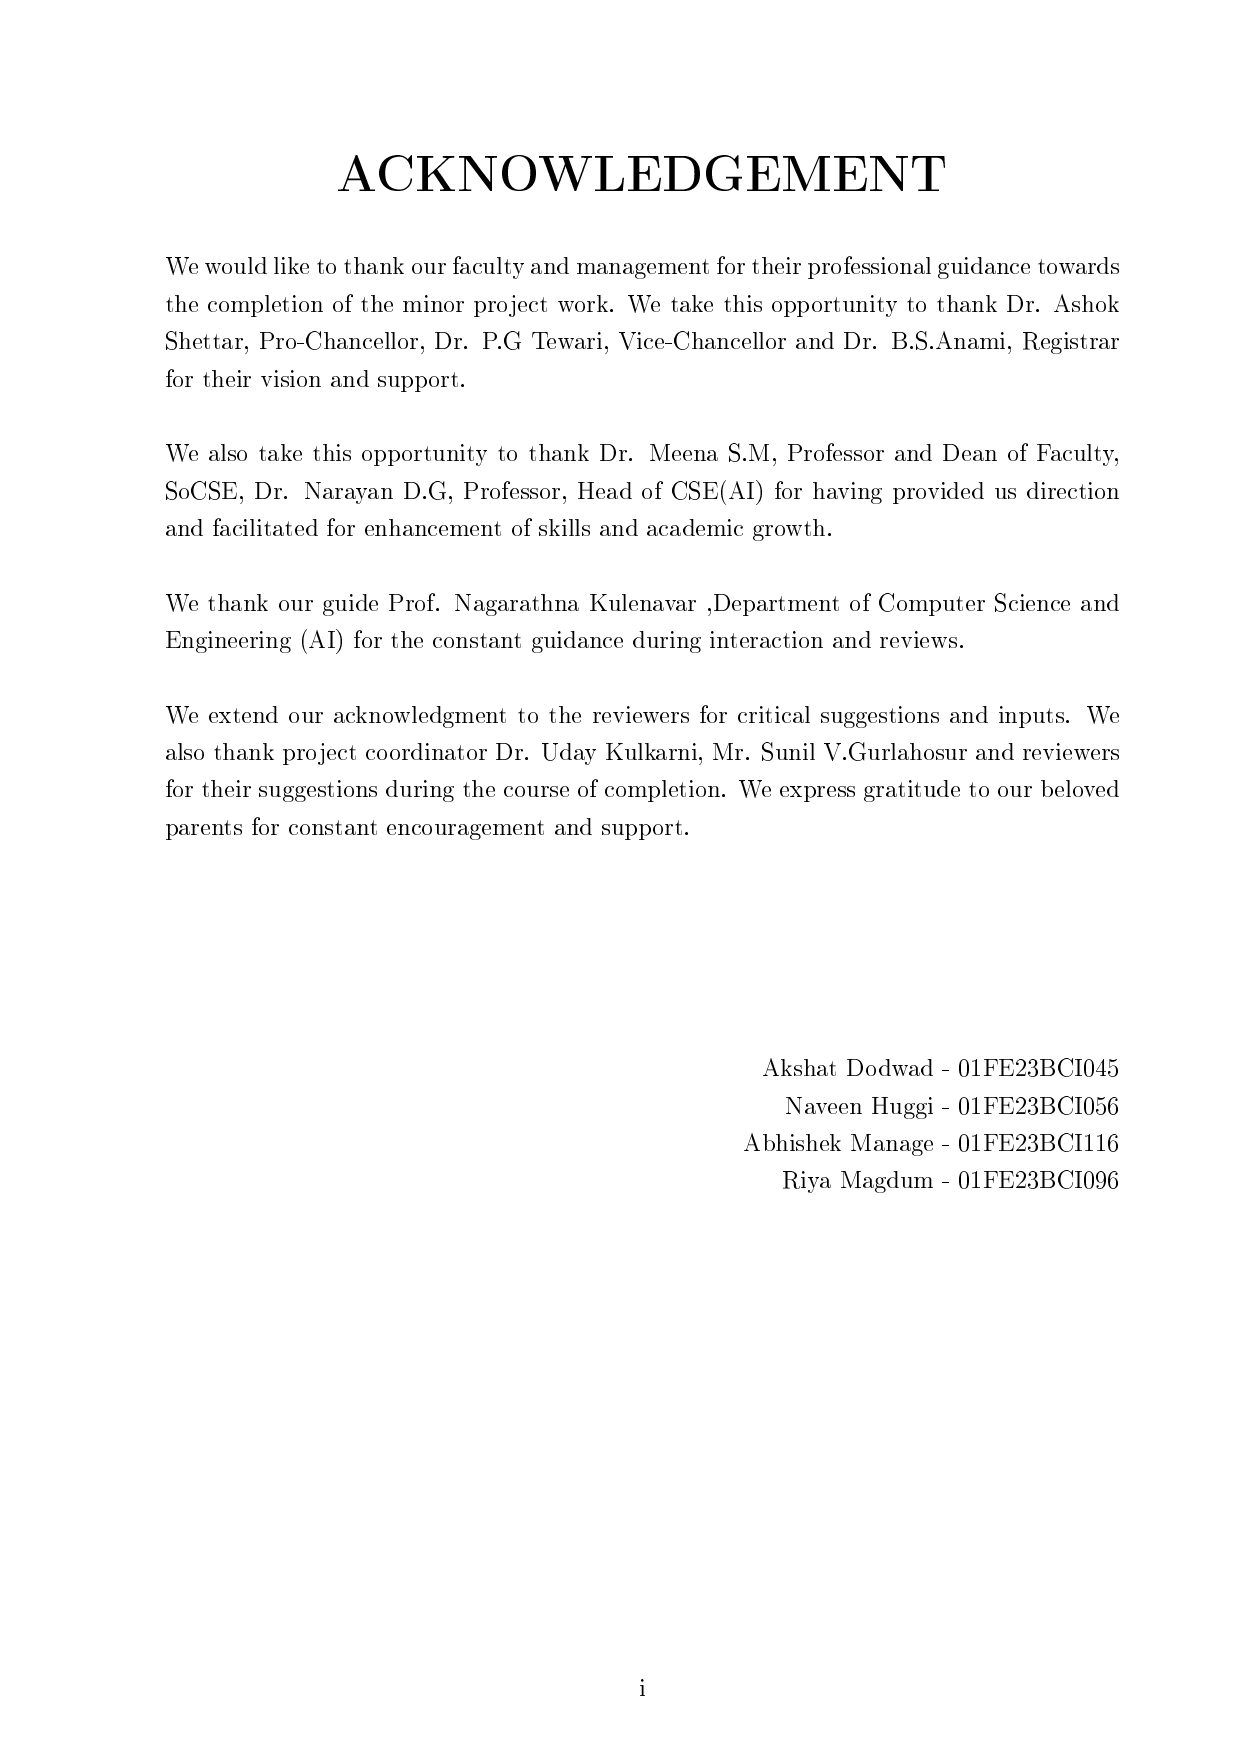 ACKNOWLEDGEMENT
We would like to thank our faculty and management for their professional guidance towards
the completion of the minor project work. We take this opportunity to thank Dr. Ashok
Shettar, Pro-Chancellor, Dr. P.G Tewari, Vice-Chancellor and Dr. B.S.Anami, Registrar
for their vision and support.
We also take this opportunity to thank Dr. Meena S.M, Professor and Dean of Faculty,
SoCSE, Dr. Narayan D.G, Professor, Head of CSE(AI) for having provided us direction
and facilitated for enhancement of skills and academic growth.
We thank our guide Prof. Nagarathna Kulenavar ,Department of Computer Science and
Engineering (AI) for the constant guidance during interaction and reviews.
We extend our acknowledgment to the reviewers for critical suggestions and inputs. We
also thank project coordinator Dr. Uday Kulkarni, Mr. Sunil V.Gurlahosur and reviewers
for their suggestions during the course of completion. We express gratitude to our beloved
parents for constant encouragement and support.
Akshat Dodwad - 01FE23BCI045
Naveen Huggi - 01FE23BCI056
Abhishek Manage - 01FE23BCI116
Riya Magdum - 01FE23BCI096
i